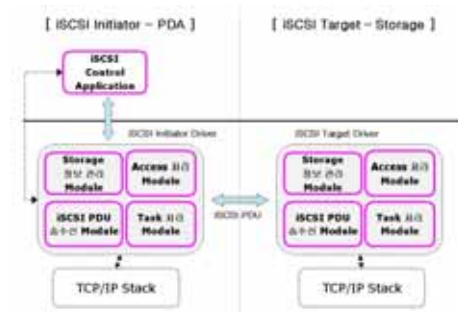 [ iSCSI Initiator - PDA ]
[ iSCSI Target - Storage ]
iSCSI
Control
Application
iSCSI Initiator Driver
iSCSI Target Driver
Storage
정보 관리
Module
Access 처리
Module
iSCSI PDU
송수신 Module
Task 처리
Module
iSCSI PDU
Storage
정보 관리
Module
Access 처리
Module
iSCSI PDU
송수신 Module
Task 처리
Module
TCP/IP Stack
TCP/IP Stack